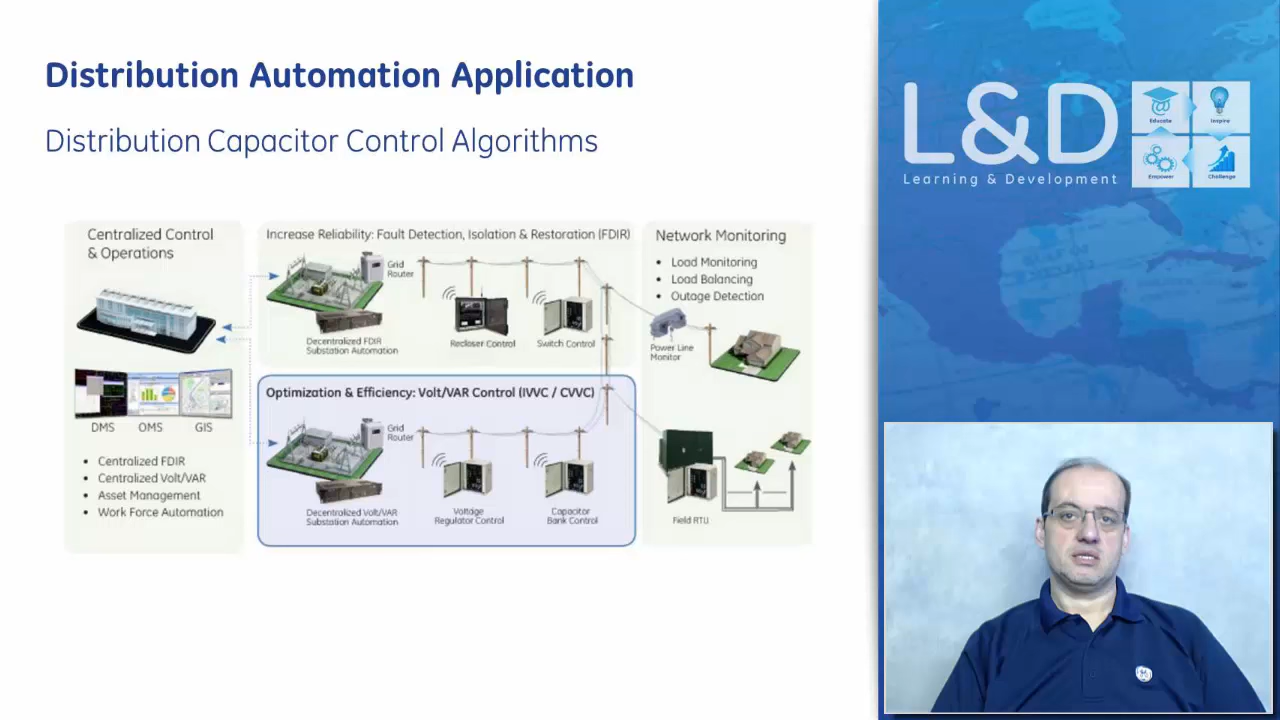 Distribution Automation Application
Distribution Capacitor Control Algorithms
Centralized Control
& Operations
DMS OMS GIS
• Centralized FDIR
• Centralized Volt/VAR
• Asset Management
• Work Force Automation
Increase Reliability: Fault Detection, Isolation & Restoration (FDIR)
Grid
Router
Decentralized FDIR
Substation Automation
Recloser Control
Switch Control
Optimization & Efficiency: Volt/VAR Control (IVVC / CVVC)
Grid
Router
Decentralized Volt/VAR
Substation Automation
Voltage
Regulator Control
Capacitor
Bank Control
Network Monitoring
• Load Monitoring
• Load Balancing
• Outage Detection
Power Line
Monitor
Field RTU
L&D
Learning & Development
Educate
Inspire
Empower
Challenge